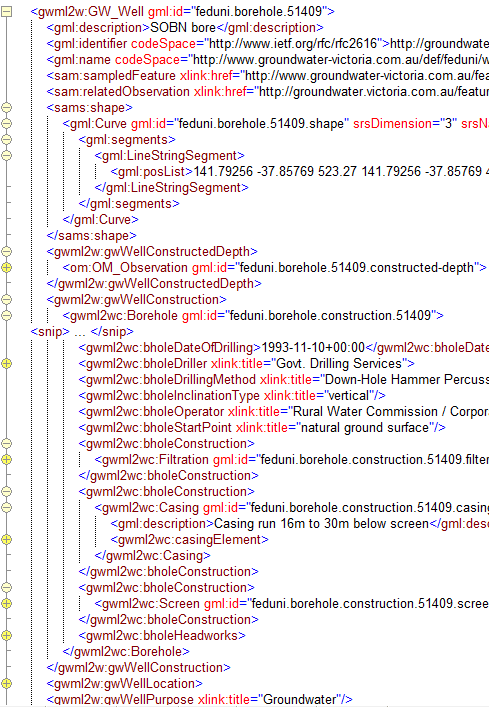 <gwml2w:GW_Well gml:id="feduni.borehole.51409">
<gml:description>SOBN bore</gml:description>
<gml:identifier codeSpace="http://www.ietf.org/rfc/rfc2616">http://groundwate
<gml:name codeSpace="http://www.groundwater-victoria.com.au/def/feduni/w
<sam:sampledFeature xlink:href="http://www.groundwater-victoria.com.au/fea
<sam:relatedObservation xlink:href="http://groundwater.victoria.com.au/featur
<sams:shape>
<gml:Curve gml:id="feduni.borehole.51409.shape" srsDimension="3" srsNa
<gml:segments>
<gml:LineStringSegment>
<gml:posList>141.79256 -37.85769 523.27 141.79256 -37.85769 4
</gml:LineStringSegment>
</gml:segments>
</gml:Curve>
</sams:shape>
<gwml2w:gwWellConstructedDepth>
<om:OM_Observation gml:id="feduni.borehole.51409.constructed-depth">
</gwml2w:gwWellConstructedDepth>
<gwml2w:gwWellConstruction>
<gwml2wc:Borehole gml:id="feduni.borehole.construction.51409">
<snip> ... </snip>
<gwml2wc:bholeDateOfDrilling>1993-11-10+00:00</gwml2wc:bholeDate
<gwml2wc:bholeDriller xlink:title="Govt. Drilling Services">
<gwml2wc:bholeDrillingMethod xlink:title="Down-Hole Hammer Percuss
<gwml2wc:bholeInclinationType xlink:title="vertical"/>
<gwml2wc:bholeOperator xlink:title="Rural Water Commission / Corpora
<gwml2wc:bholeStartPoint xlink:title="natural ground surface"/>
<gwml2wc:bholeConstruction>
<gwml2wc:Filtration gml:id="feduni.borehole.construction.51409.filter
</gwml2wc:bholeConstruction>
<gwml2wc:bholeConstruction>
<gwml2wc:Casing gml:id="feduni.borehole.construction.51409.casing
<gml:description>Casing run 16m to 30m below screen</gml:desc
<gwml2wc:casingElement>
</gwml2wc:Casing>
</gwml2wc:bholeConstruction>
<gwml2wc:bholeConstruction>
<gwml2wc:Screen gml:id="feduni.borehole.construction.51409.scree
</gwml2wc:bholeConstruction>
<gwml2wc:bholeHeadworks>
</gwml2wc:Borehole>
</gwml2w:gwWellConstruction>
<gwml2w:gwWellLocation>
<gwml2w:gwWellPurpose xlink:title="Groundwater"/>